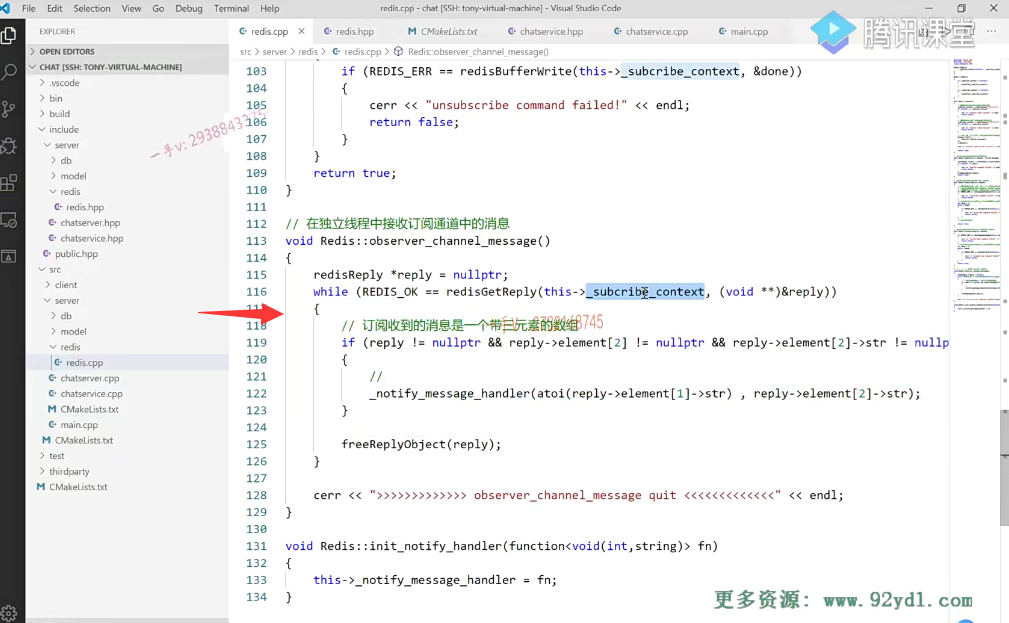 File Edit Selection View Go Debug Terminal Help redis.cpp - chat [SSH: tony-virtual-machine] - Visual Studio Code
EXPLORER
OPEN EDITORS
CHAT [SSH: TONY-VIRTUAL-MACHINE]
.vscode
bin
build
include
server
db
model
redis
redis.hpp
chatserver.hpp
chatservice.hpp
public.hpp
src
client
server
db
model
redis
redis.cpp
chatserver.cpp
chatservice.cpp
CMakeLists.txt
main.cpp
CMakeLists.txt
test
thirdparty
CMakeLists.txt
redis.cpp redis.hpp CMakeLists.txt chatservice.hpp chatservice.cpp main.cpp
腾讯课堂
src > server > redis > redis.cpp > Redis::observer_channel_message()
103 if (REDIS_ERR == redisBufferWrite(this->_subcribe_context, &done))
104 {
105 cerr << "unsubscribe command failed!" << endl;
106 return false;
107 }
108 }
109 return true;
110 }
111
112 // 在独立线程中接收订阅通道中的消息
113 void Redis::observer_channel_message()
114 {
115 redisReply *reply = nullptr;
116 while (REDIS_OK == redisGetReply(this->_subcribe_context, (void **)&reply))
{
118 // 订阅收到的消息是一个带三元素的数组
119 if (reply != nullptr && reply->element[2] != nullptr && reply->element[2]->str != nullp
120 {
121 //
122 _notify_message_handler(atoi(reply->element[1]->str) , reply->element[2]->str);
123 }
124
125 freeReplyObject(reply);
126 }
127
128 cerr << ">>>>>>>>>>>>> observer_channel_message quit <<<<<<<<<<<<<" << endl;
129 }
130
131 void Redis::init_notify_handler(function<void(int,string)> fn)
132 {
133 this->_notify_message_handler = fn;
134 }
更多资源: www.92ydl.com